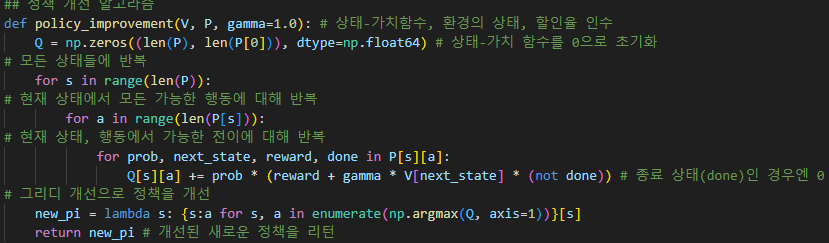 ## 정책 개선 알고리즘
def policy_improvement(V, P, gamma=1.0): # 상태-가치함수, 환경의 상태, 할인율 인수
    Q = np.zeros((len(P), len(P[0])), dtype=np.float64) # 상태-가치 함수를 0으로 초기화
# 모든 상태들에 반복
    for s in range(len(P)):
# 현재 상태에서 모든 가능한 행동에 대해 반복
        for a in range(len(P[s])):
# 현재 상태, 행동에서 가능한 전이에 대해 반복
            for prob, next_state, reward, done in P[s][a]:
                Q[s][a] += prob * (reward + gamma * V[next_state] * (not done)) # 종료 상태(done)인 경우엔 0
# 그리디 개선으로 정책을 개선
    new_pi = lambda s: {s:a for s, a in enumerate(np.argmax(Q, axis=1))}[s]
    return new_pi # 개선된 새로운 정책을 리턴